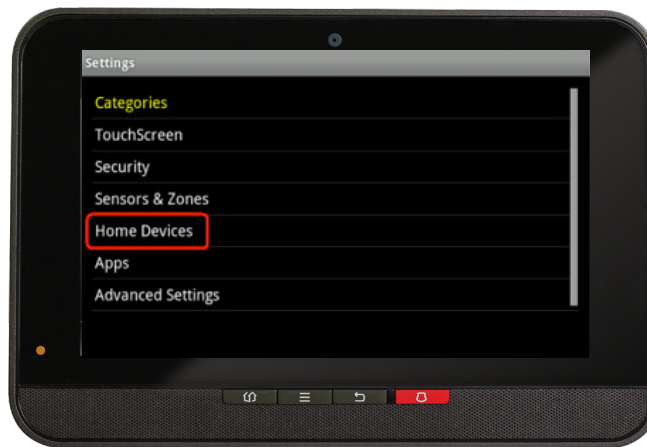 Settings
Categories
TouchScreen
Security
Sensors & Zones
Home Devices
Apps
Advanced Settings